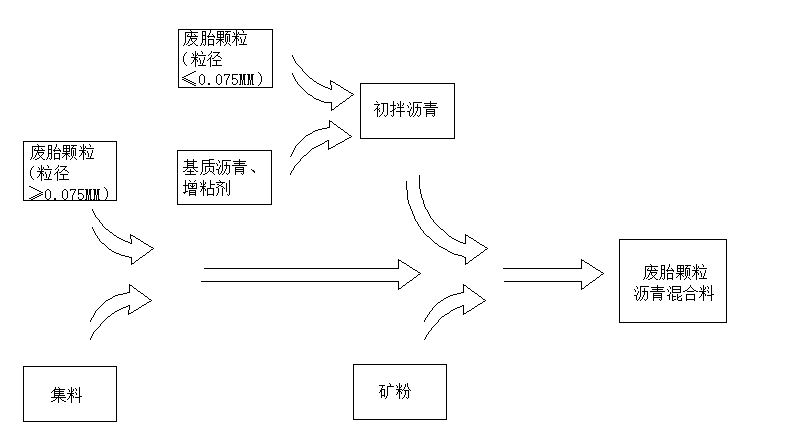 废胎颗粒
(粒径
≤0.075MM)
初拌沥青
废胎颗粒
(粒径
≥0.075MM)
基质沥青、
增粘剂
废胎颗粒
沥青混合料
集料
矿粉